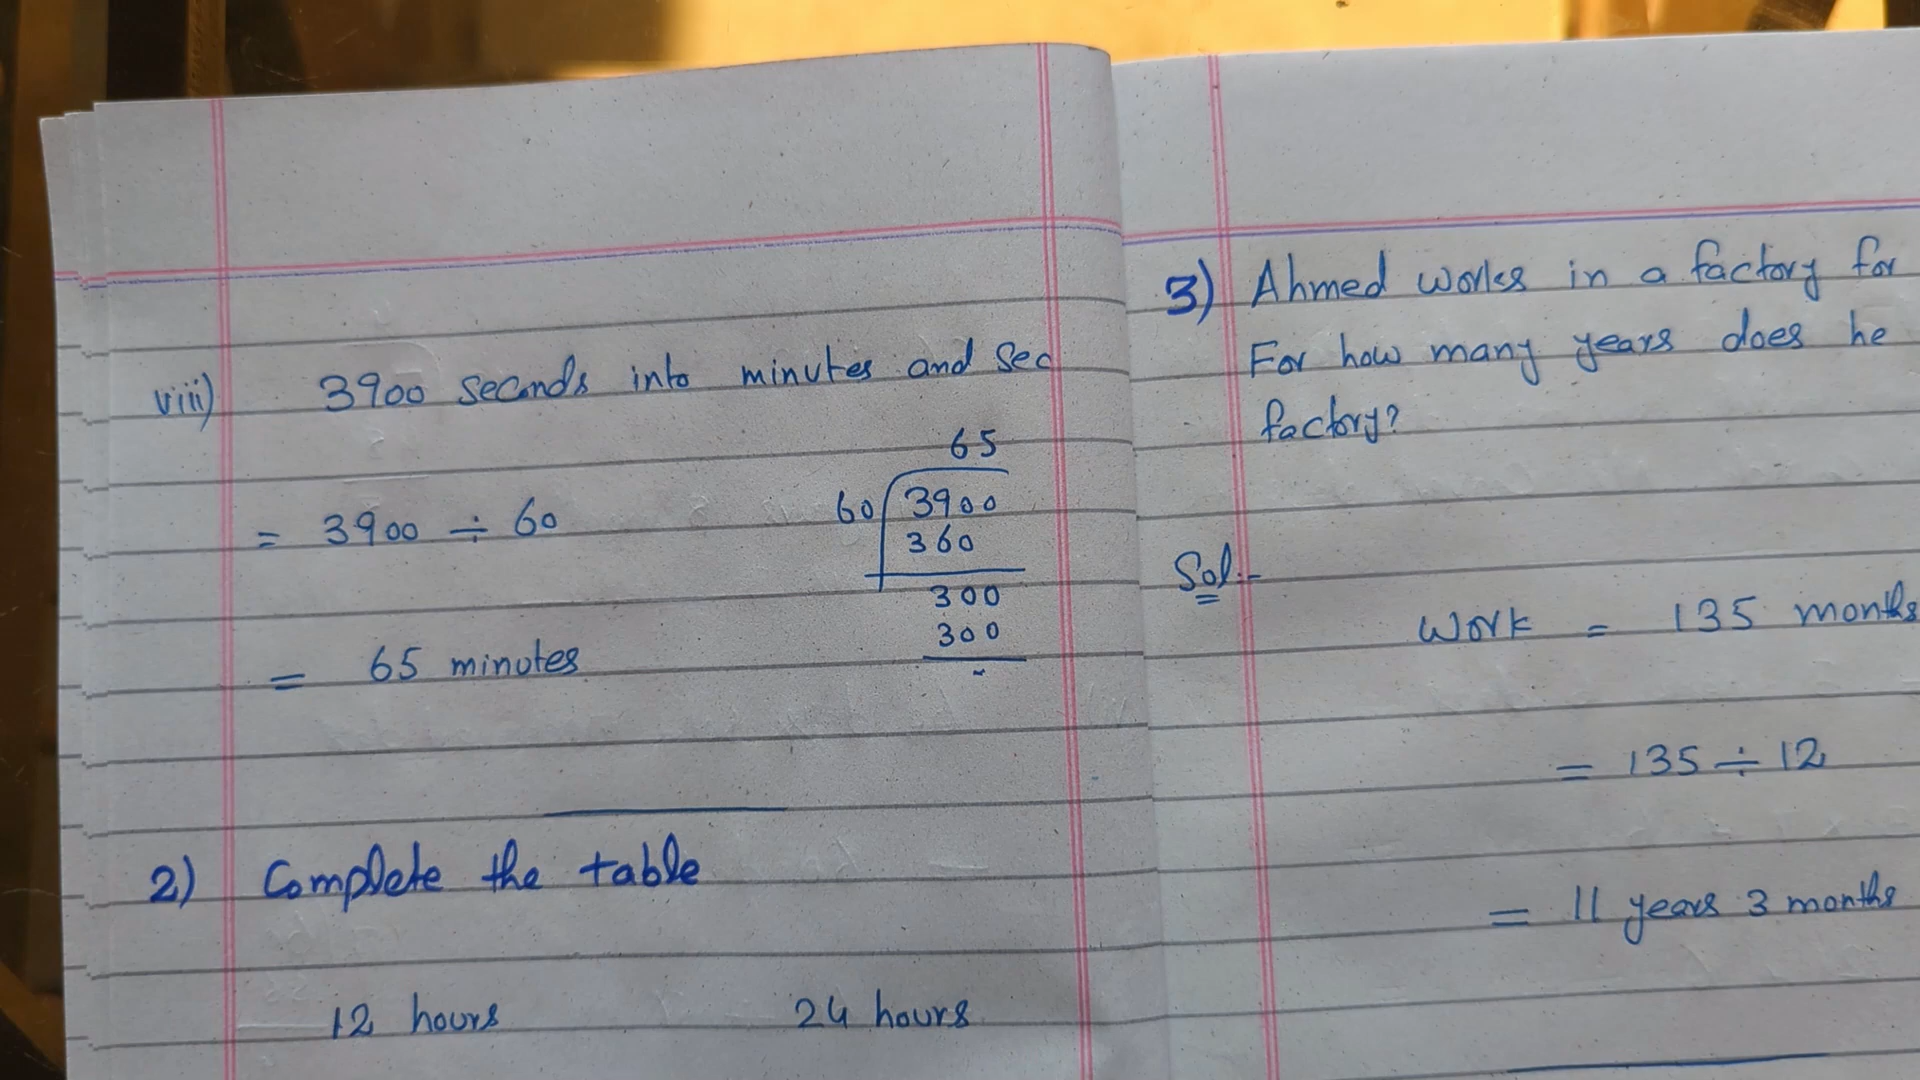 viii) 3900 seconds into minutes and sec
= 3900 ÷ 60
= 65 minutes
65
60 3900
360
300
300
-
2) Complete the table
12 hours 24 hours
3) Ahmed works in a factory for
For how many years does he
factory?
Sol:-
Work = 135 months
= 135 ÷ 12
= 11 years 3 months